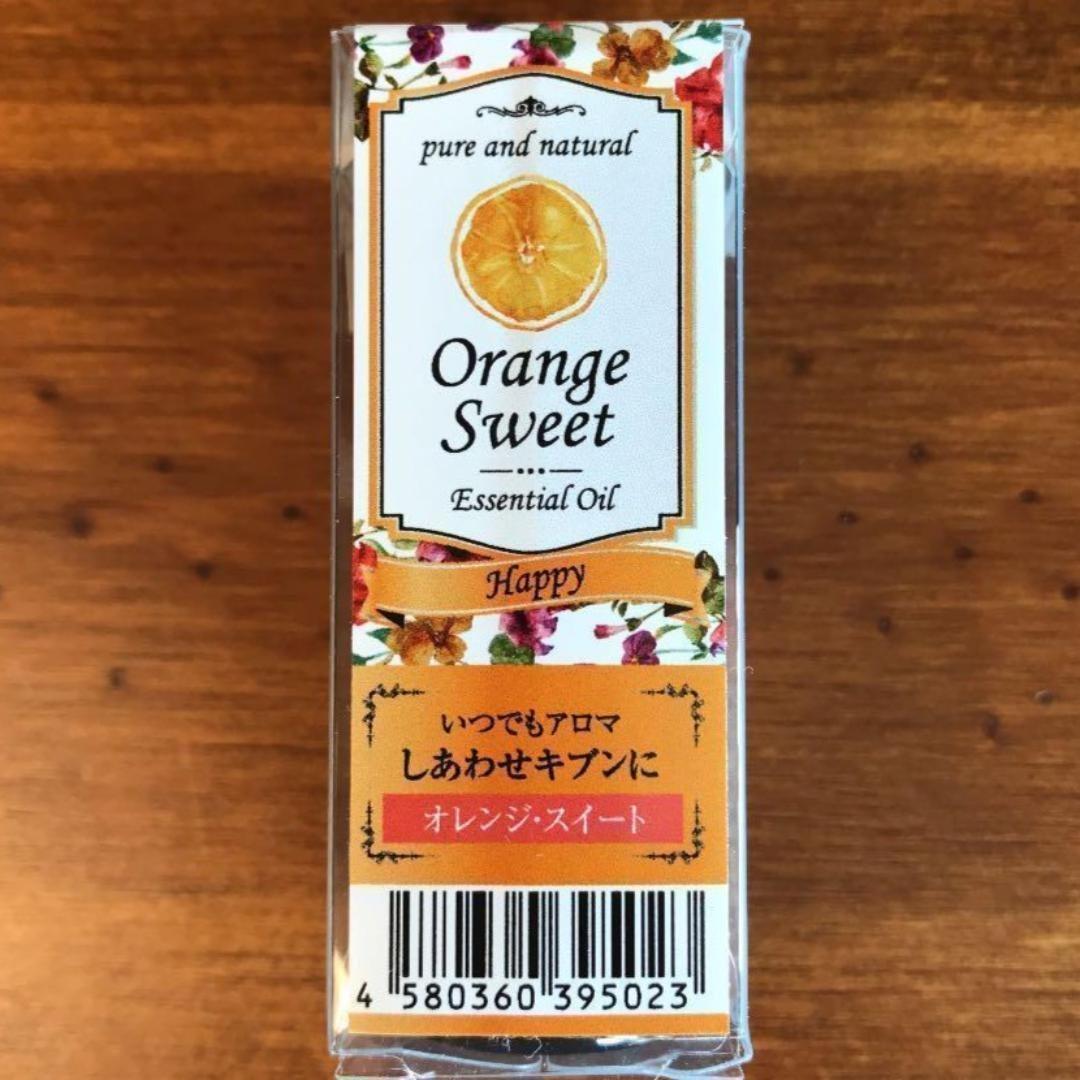 pure and natural
Orange
Sweet
Essential Oil
Happy
いつでもアロマ
しあわせキブンに
オレンジ・スイート
4 580360 395023